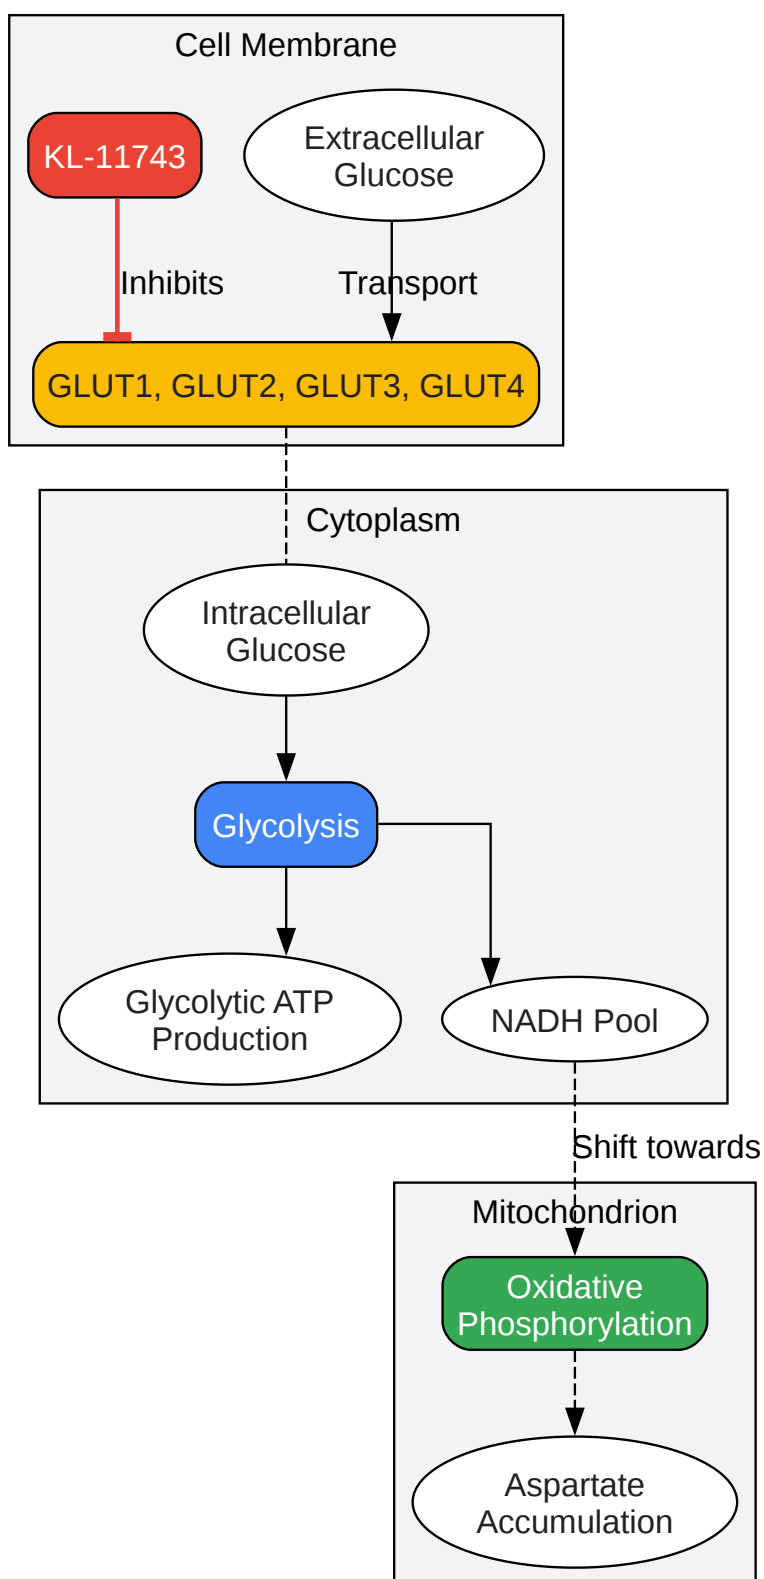 Cell Membrane
KL-11743
Extracellular
Glucose
Inhibits
Transport
GLUT1, GLUT2, GLUT3, GLUT4
Cytoplasm
Intracellular
Glucose
Glycolysis
Glycolytic ATP
Production
NADH Pool
Shift towards
Mitochondrion
Oxidative
Phosphorylation
Aspartate
Accumulation